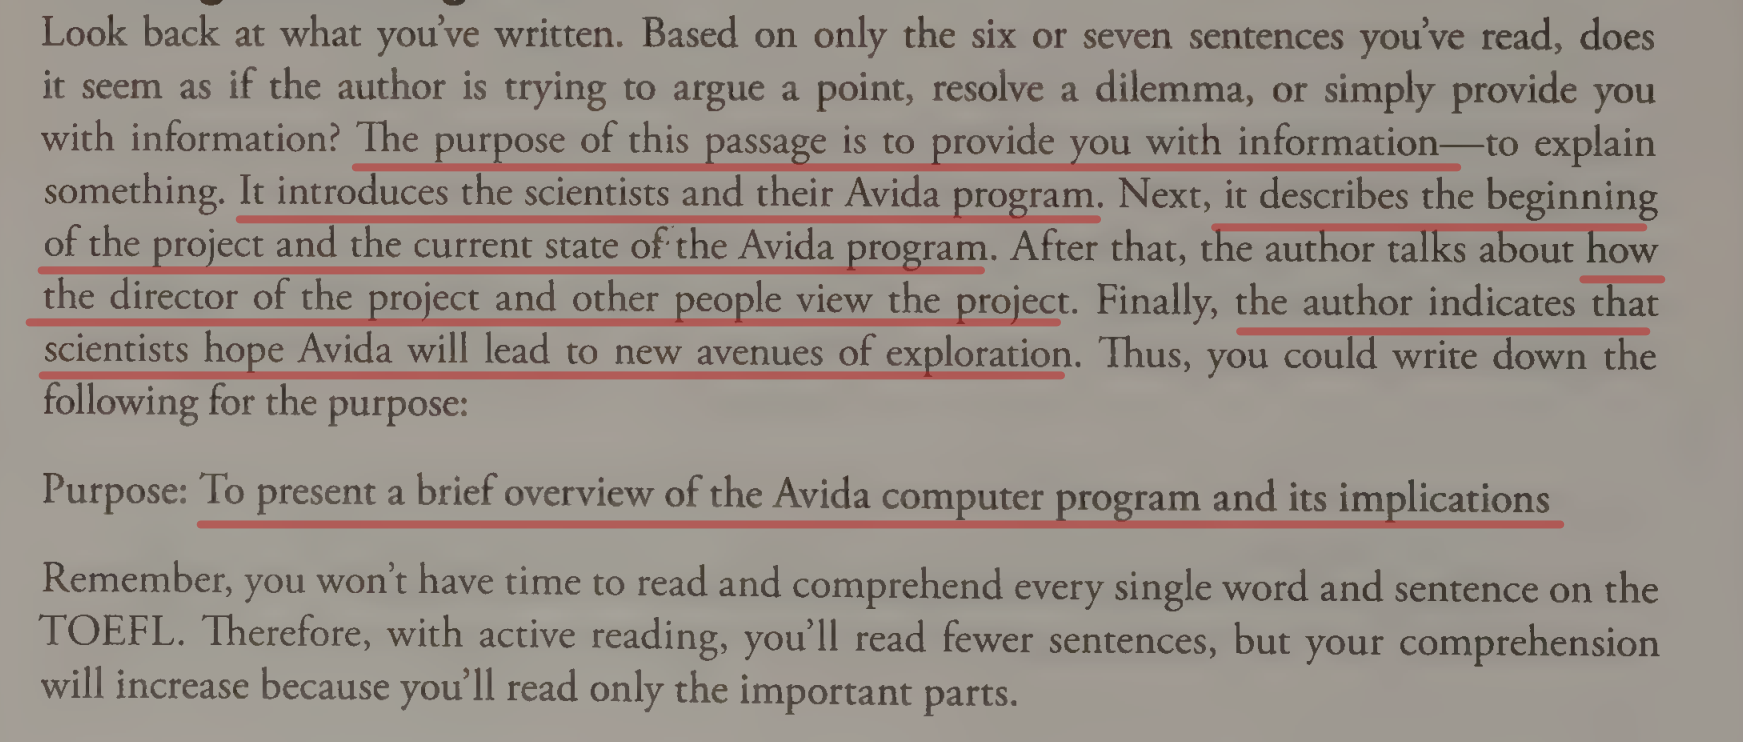 Look back at what you've written. Based on only the six or seven sentences you've read, does
it seem as if the author is trying to argue a point, resolve a dilemma, or simply provide you
with information? The purpose of this passage is to provide you with information—to explain
something. It introduces the scientists and their Avida program. Next, it describes the beginning
of the project and the current state of the Avida program. After that, the author talks about how
the director of the project and other people view the project. Finally, the author indicates that
scientists hope Avida will lead to new avenues of exploration. Thus, you could write down the
following for the purpose:
Purpose: To present a brief overview of the Avida computer program and its implications
Remember, you won't have time to read and comprehend every single word and sentence on the
TOEFL. Therefore, with active reading, you'll read fewer sentences, but your comprehension
will increase because you'll read only the important parts.